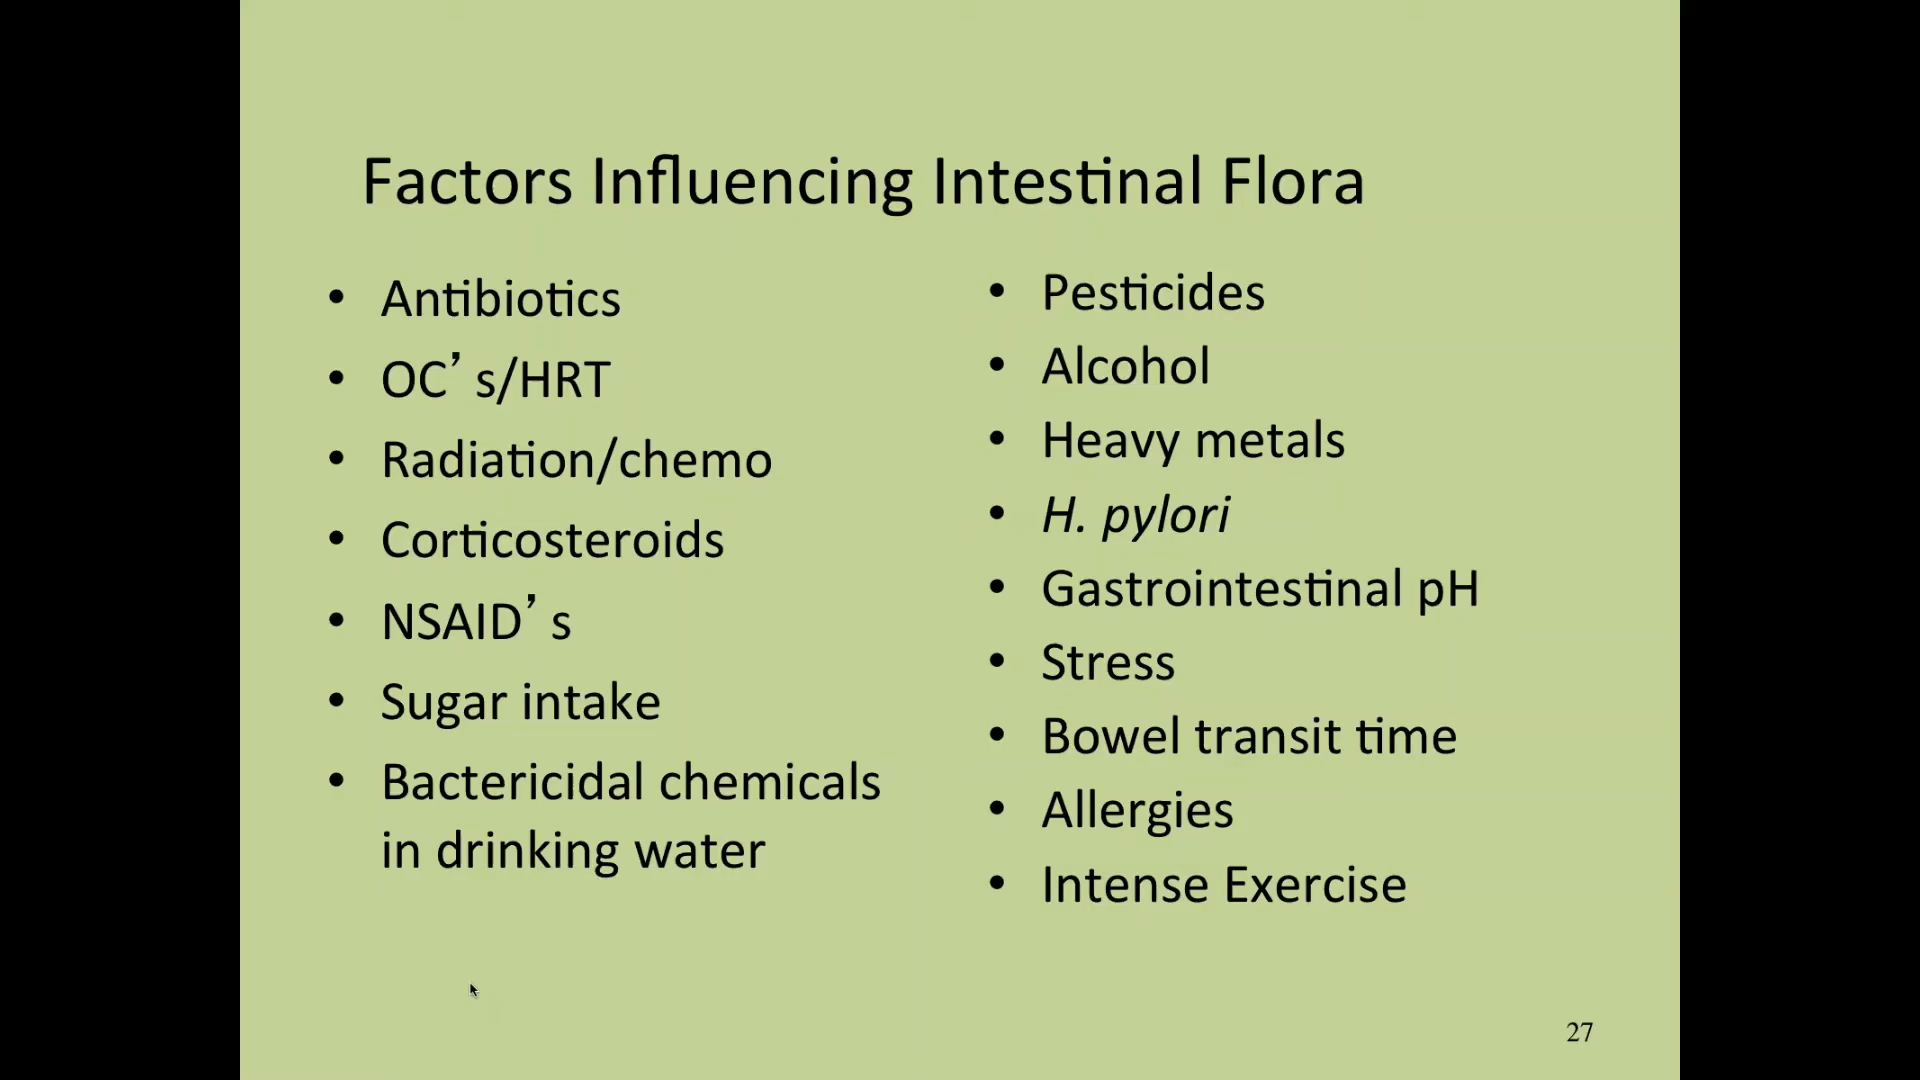 Factors Influencing Intestinal Flora
• Antibiotics
• OC’s/HRT
• Radiation/chemo
• Corticosteroids
• NSAID’s
• Sugar intake
• Bactericidal chemicals
in drinking water
• Pesticides
• Alcohol
• Heavy metals
• H. pylori
• Gastrointestinal pH
• Stress
• Bowel transit time
• Allergies
• Intense Exercise
27